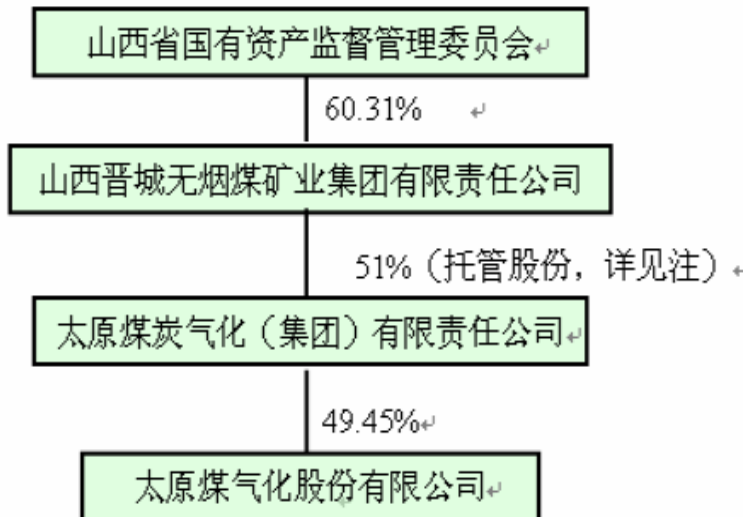 山西省国有资产监督管理委员会
60.31%
山西晋城无烟煤矿业集团有限责任公司
51%（托管股份，详见注）
太原煤炭气化（集团）有限责任公司
49.45%
太原煤气化股份有限公司